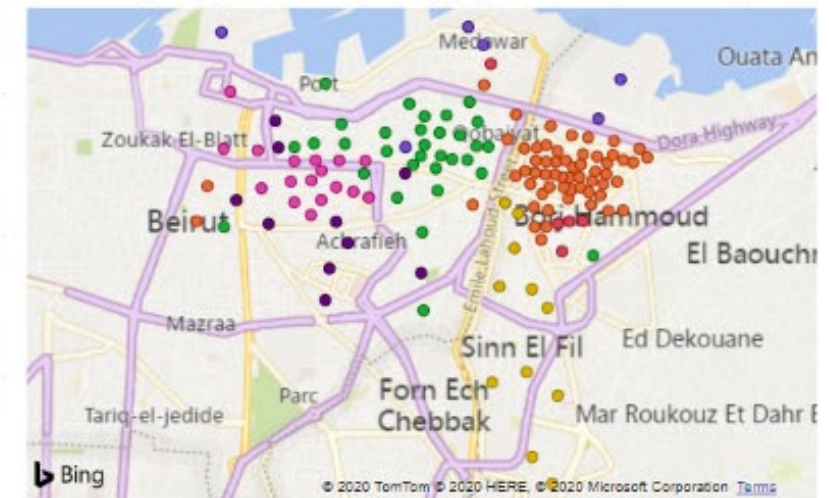 Medawar
Ouata An
Port
Zoukak El-Blatt
Dora Highway
Beirut
Hammoud
Achrafieh
Emile Lahoud Street
El Baouchr
Mazraa
Sinn El Fil
Ed Dekouane
Parc
Forn Ech
Chebbak
Tariq-el-jedide
Mar Roukouz Et Dahr E
Bing
© 2020 TomTom © 2020 HERE, © 2020 Microsoft Corporation Terms